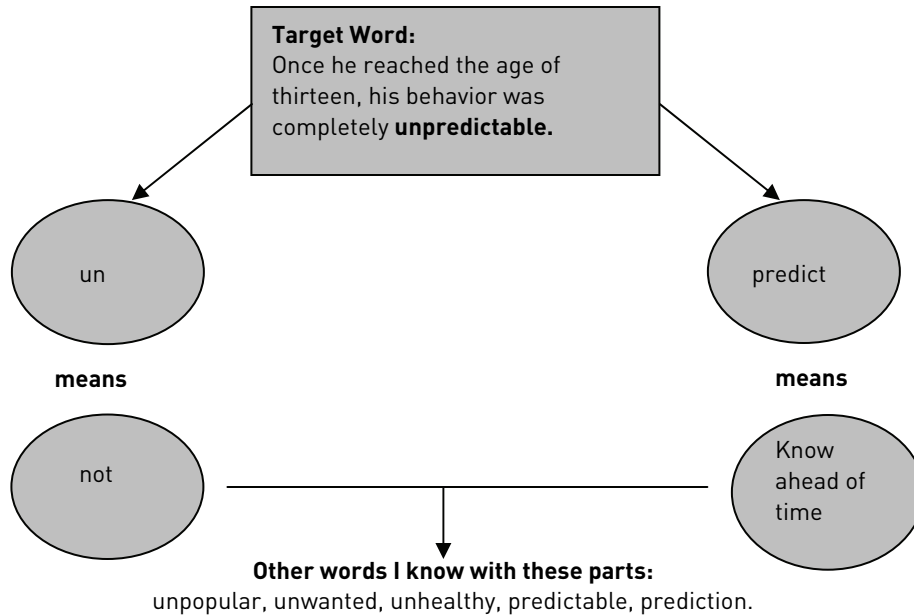 Target Word:
Once he reached the age of
thirteen, his behavior was
completely unpredictable.
un
predict
means
means
not
Know
ahead of
time
Other words I know with these parts:
unpopular, unwanted, unhealthy, predictable, prediction.